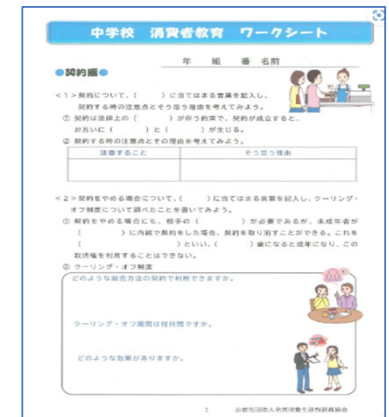 中学校 消費者教育 ワークシート
年 組 番 名前
●契約編●
＜1＞契約について、( )に当てはまる言葉を記入し、
契約する時の注意点とそう思う理由を考えてみよう。
① 契約は法律上の( )が伴う約束で、契約が成立すると、
お互いに( )と( )が生じる。
② 契約する時の注意点とその理由を考えてみよう。
注意すること そう思う理由
＜2＞契約をやめる場合について、( )に当てはまる言葉を記入し、クーリング・
オフ制度について調べたことを書いてみよう。
① 契約をやめる場合にも、相手の( )が必要であるが、未成年者が
( )に内緒で契約をした場合、契約を取り消すことができる。これを
( )といい、( )歳になると成年になり、この
取消権を利用することはできない。
② クーリング・オフ制度
どのような販売方法の契約で利用できますか。
クーリング・オフ期間は何日間ですか。
どのような効果がありますか。
1